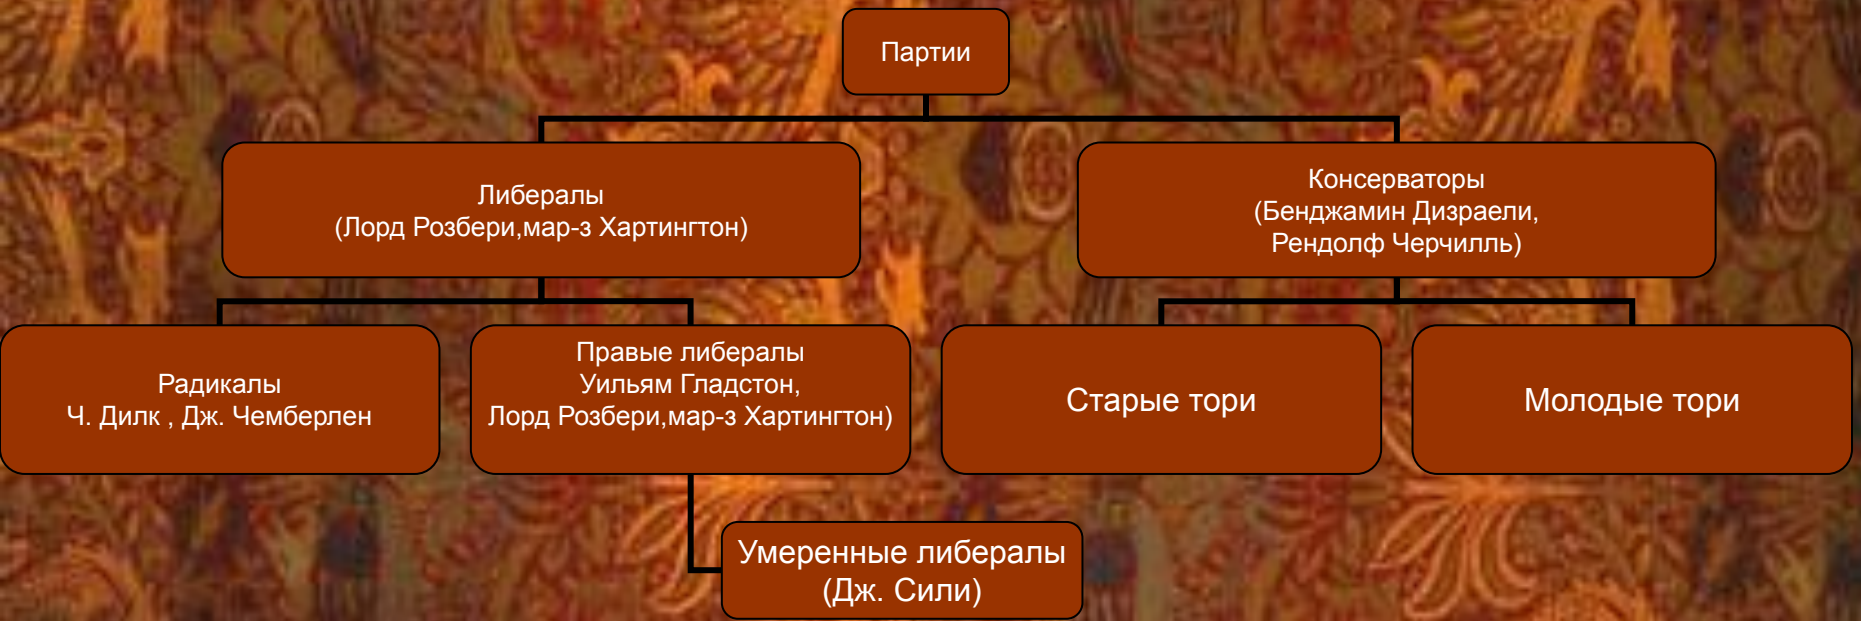 Партии
Либералы
(Лорд Розбери,мар-з Хартингтон)
Консерваторы
(Бенджамин Дизраели,
Рендолф Черчилль)
Радикалы
Ч. Дилк , Дж. Чемберлен
Правые либералы
Уильям Гладстон,
Лорд Розбери,мар-з Хартингтон)
Старые тори
Молодые тори
Умеренные либералы
(Дж. Сили)